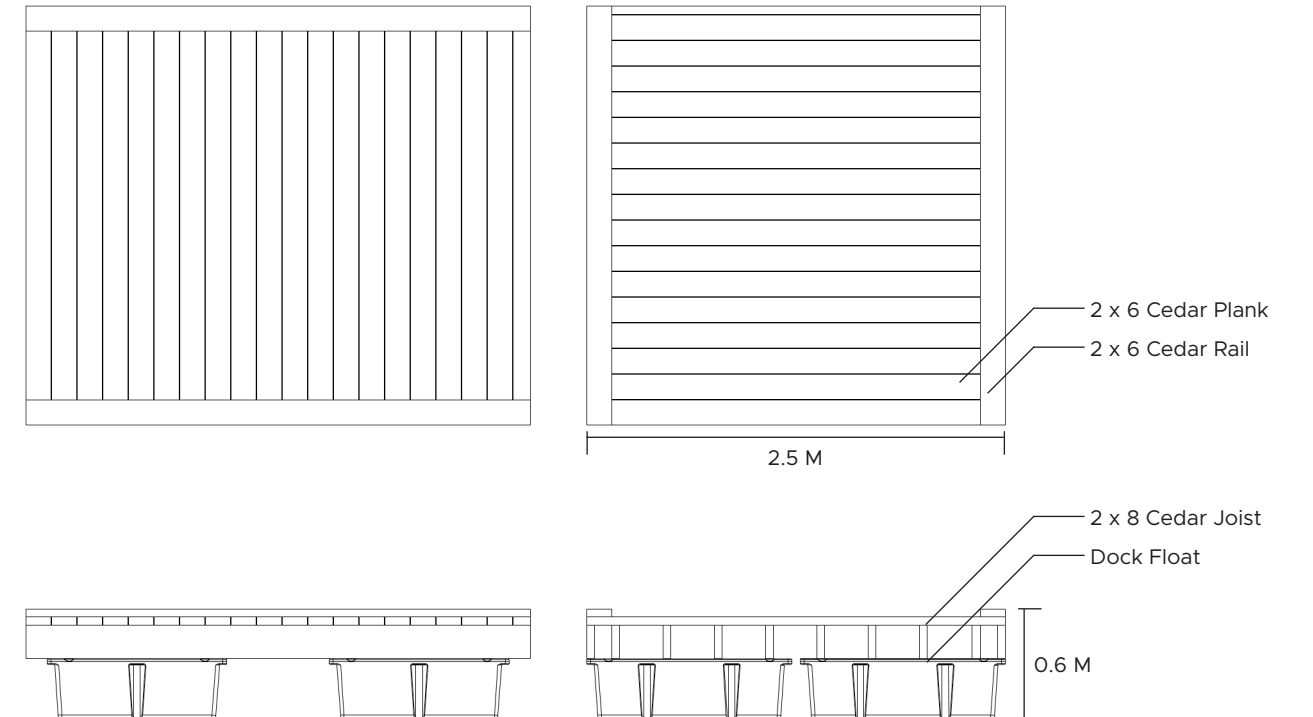 2 x 6 Cedar Plank
2 x 6 Cedar Rail
2.5 M
2 x 8 Cedar Joist
Dock Float
0.6 M